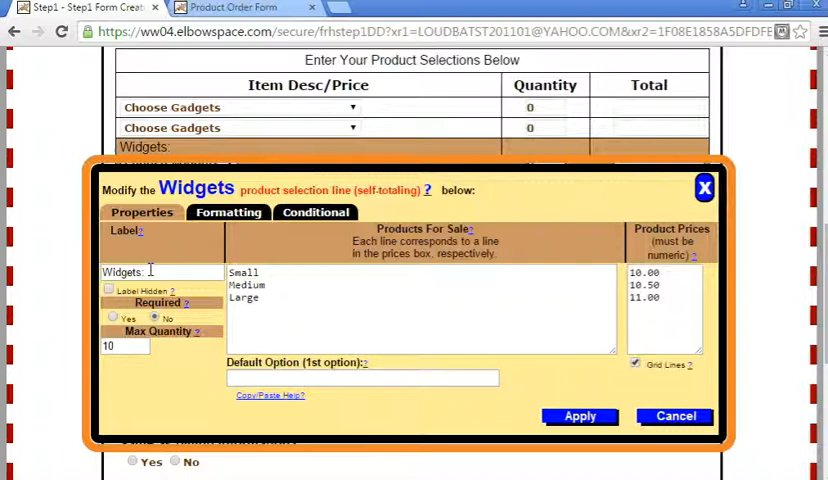 Step1 - Step1 Form Creat
Product Order Form
https://ww04.elbowspace.com/secure/frhstep1DD?xr1=LOUDBATST201101@YAHOO.COM&xr2=1F08E1858A5DFDFE
Enter Your Product Selections Below
Item Desc/Price Quantity Total
Choose Gadgets 0
Choose Gadgets 0
Widgets:
Modify the Widgets product selection line (self-totaling) ? below:
X
Properties Formatting Conditional
Label? Products For Sale? Product Prices
Each line corresponds to a line (must be
in the prices box, respectively. numeric) ?
Widgets: Small 10.00
Medium 10.50
Large 11.00
Label Hidden ?
Required ?
Yes No
Max Quantity ?
10
Default Option (1st option):?
Grid Lines ?
Copy/Paste Help?
Apply Cancel
Yes No